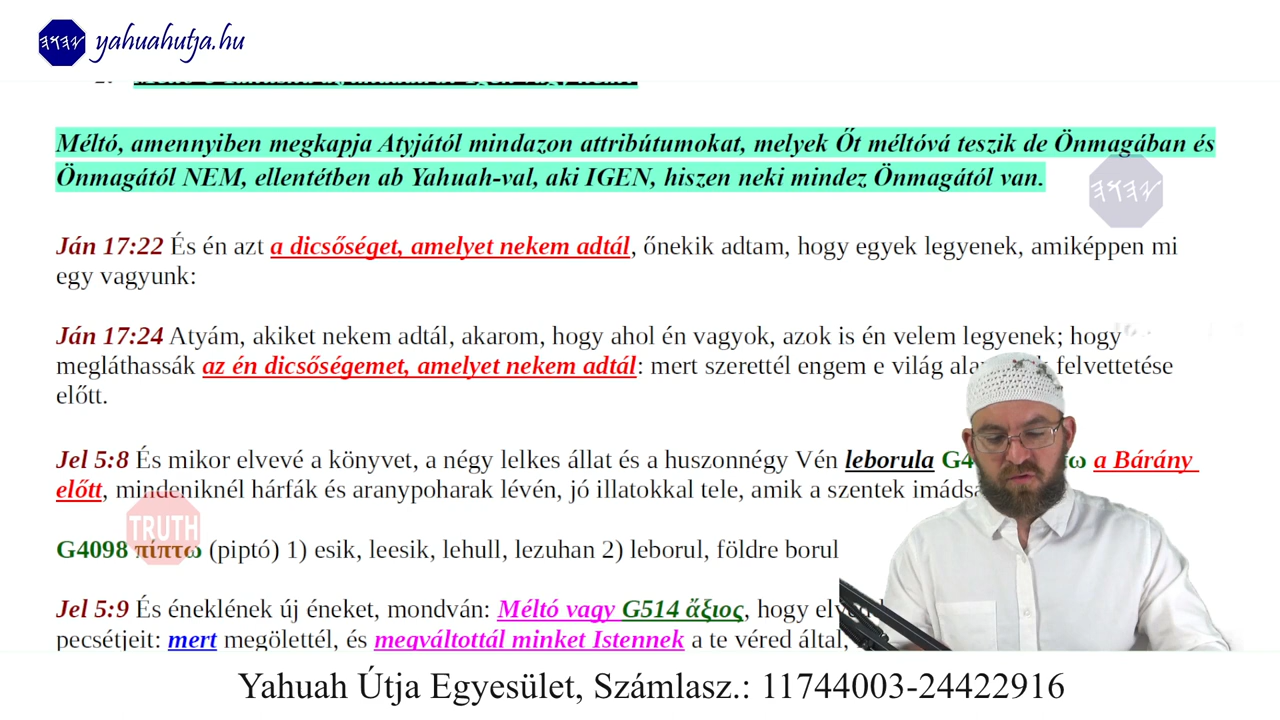 yahuahutja.hu
Méltó, amennyiben megkapja Atyjától mindazon attribútumokat, melyek Őt méltóvá teszik de Önmagában és
Önmagától NEM, ellentétben ab Yahuah-val, aki IGEN, hiszen neki mindez Önmagától van.
Ján 17:22 És én azt a dicsőséget, amelyet nekem adtál, őnekik adtam, hogy egyek legyenek, amiképpen mi
egy vagyunk:
Ján 17:24 Atyám, akiket nekem adtál, akarom, hogy ahol én vagyok, azok is én velem legyenek; hogy
megláthassák az én dicsőségemet, amelyet nekem adtál: mert szerettél engem e világ felvettetése
előtt.
Jel 5:8 És mikor elvevé a könyvet, a négy lelkes állat és a huszonnégy Vén leborula a Bárány
előtt, mindeniknél hárfák és aranypoharak lévén, jó illatokkal tele, amik a szentek
TRUTH
G4098 πίπτω (piptó) 1) esik, leesik, lehull, lezuhan 2) leborul, földre borul
Jel 5:9 És éneklének új éneket, mondván: Méltó vagy G514 ἄξιος, hogy
pecsétjeit: mert megölettél, és megváltottál minket Istennek a te véred által,
Yahuah Útja Egyesület, Számlasz.: 11744003-24422916